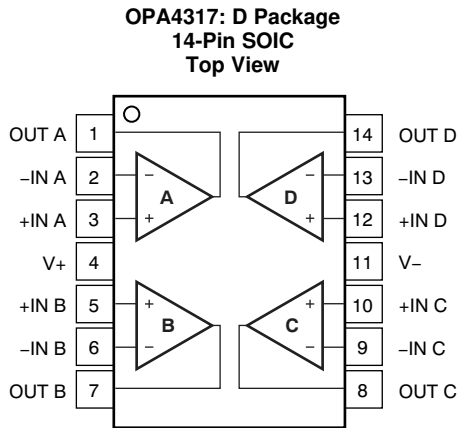 OPA4317: D Package
14-Pin SOIC
Top View
OUT A 1 14 OUT D
−IN A 2 − − 13 −IN D
A D
+IN A 3 + + 12 +IN D
V+ 4 11 V−
+IN B 5 + + 10 +IN C
B C
−IN B 6 − − 9 −IN C
OUT B 7 8 OUT C